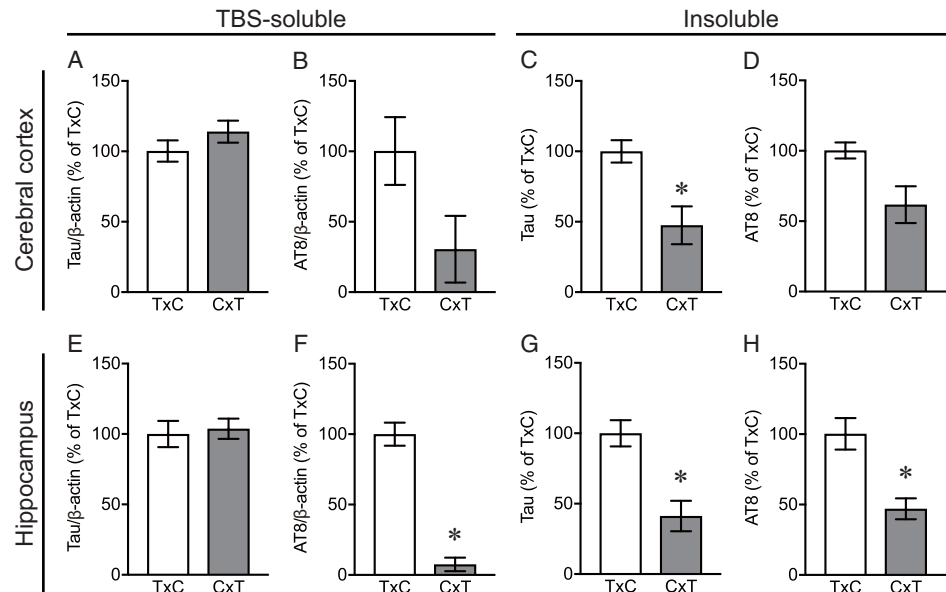 TBS-soluble Insoluble
Cerebral cortex
A
Tau/β-actin (% of TxC)
150
100
50
0
TxC CxT
B
AT8/β-actin (% of TxC)
150
100
50
0
TxC CxT
C
Tau (% of TxC)
150
100
50
0
*
TxC CxT
D
AT8 (% of TxC)
150
100
50
0
TxC CxT
Hippocampus
E
Tau/β-actin (% of TxC)
150
100
50
0
TxC CxT
F
AT8/β-actin (% of TxC)
150
100
50
0
*
TxC CxT
G
Tau (% of TxC)
150
100
50
0
*
TxC CxT
H
AT8 (% of TxC)
150
100
50
0
*
TxC CxT